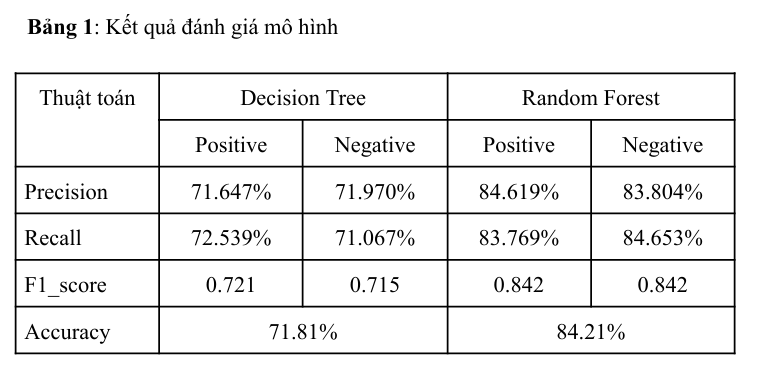 Bảng 1: Kết quả đánh giá mô hình
Thuật toán Decision Tree Random Forest
Positive Negative Positive Negative
Precision 71.647% 71.970% 84.619% 83.804%
Recall 72.539% 71.067% 83.769% 84.653%
F1_score 0.721 0.715 0.842 0.842
Accuracy 71.81% 84.21%